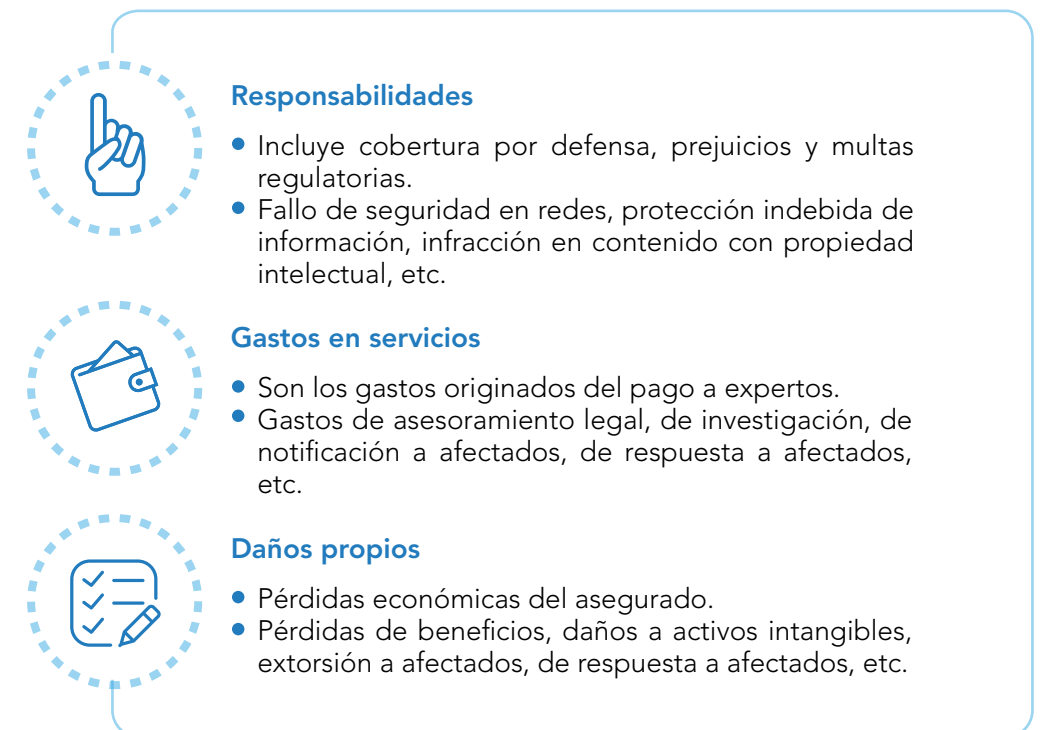 Responsabilidades
• Incluye cobertura por defensa, prejuicios y multas
regulatorias.
• Fallo de seguridad en redes, protección indebida de
información, infracción en contenido con propiedad
intelectual, etc.
Gastos en servicios
• Son los gastos originados del pago a expertos.
• Gastos de asesoramiento legal, de investigación, de
notificación a afectados, de respuesta a afectados,
etc.
Daños propios
• Pérdidas económicas del asegurado.
• Pérdidas de beneficios, daños a activos intangibles,
extorsión a afectados, de respuesta a afectados, etc.